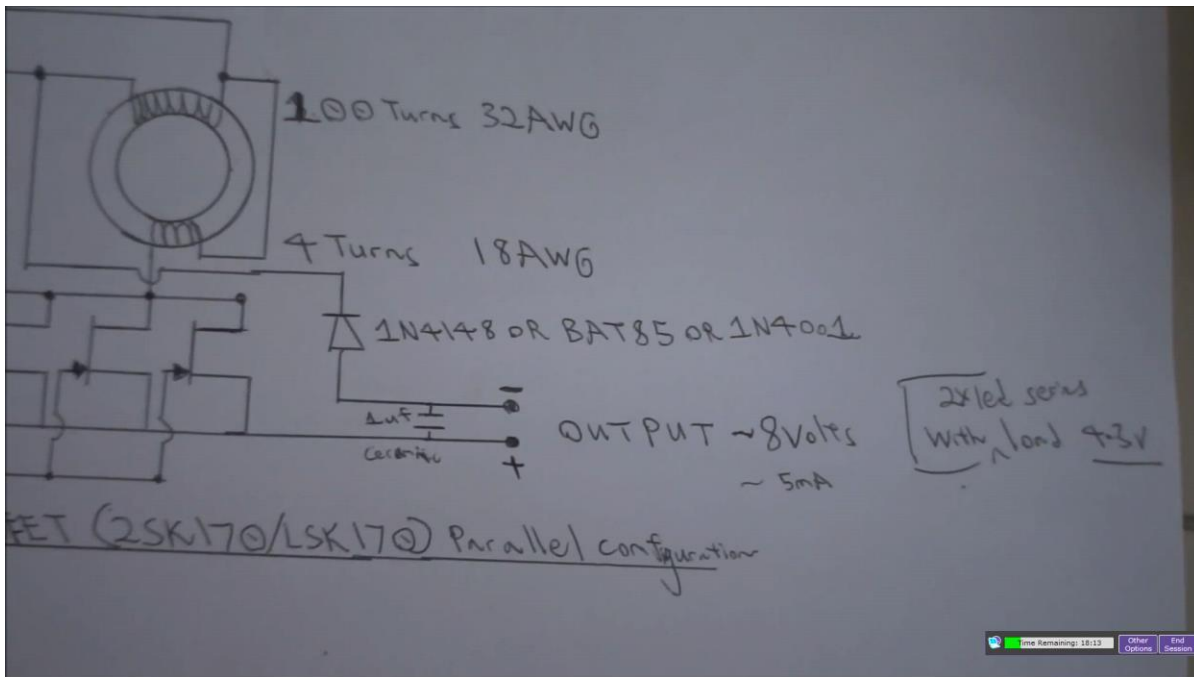 100 Turns 32AWG
4 Turns 18AWG
1N4148 OR BAT85 OR 1N4001
-
1uf
ceramic
+
OUTPUT ~8Volts
~ 5mA
2x led series
with load 4.3V
FET (2SK170/LSK170) Parallel configuration
Time Remaining: 18:13
Other Options
End Session